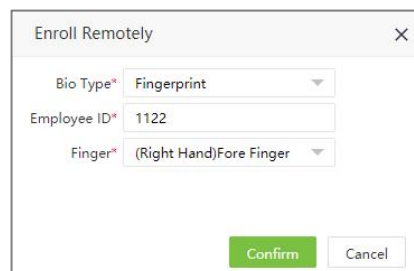 Enroll Remotely
Bio Type* Fingerprint
Employee ID* 1122
Finger* (Right Hand)Fore Finger
Confirm Cancel